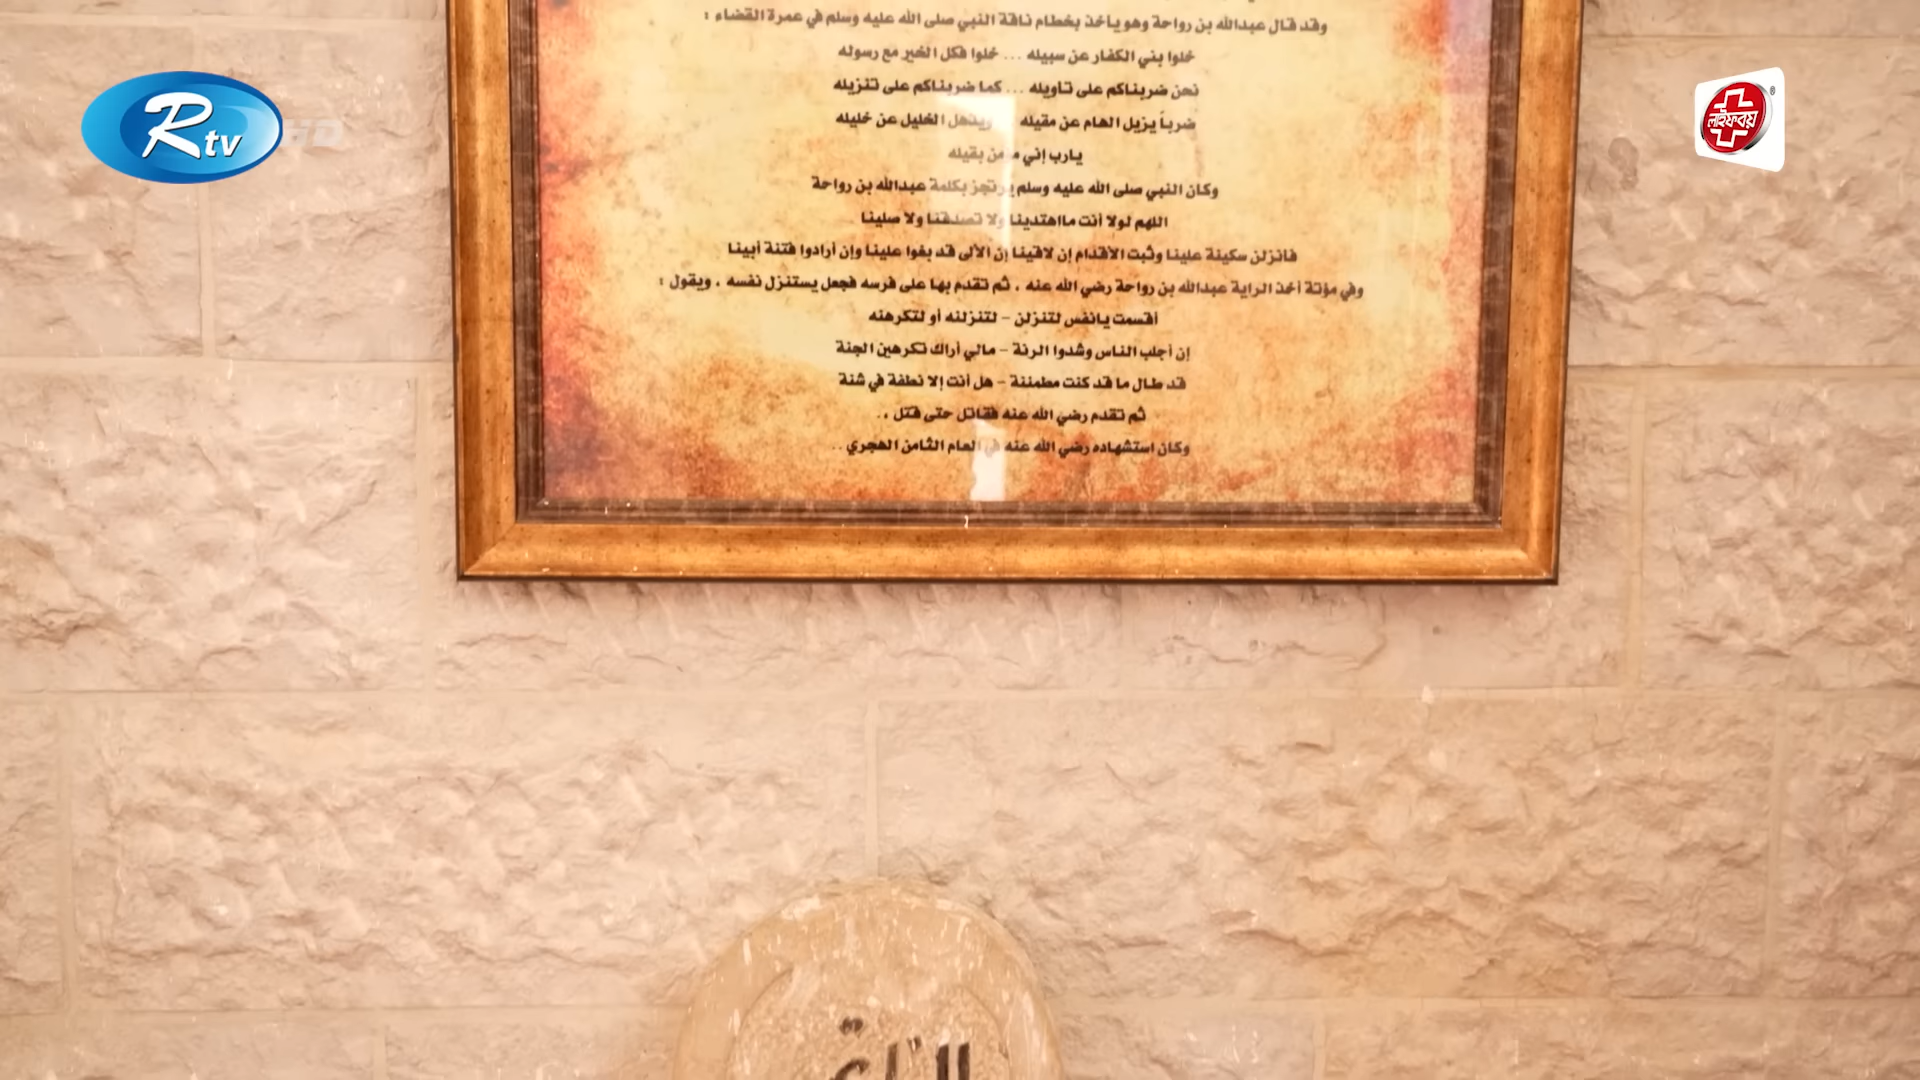 وقد قال عبدالله بن رواحة وهو يأخذ بخطام ناقة النبي صلى الله عليه وسلم في عمرة القضاء :
خلوا بني الكفار عن سبيله ... خلوا فكل الخير مع رسوله
نحن ضربناكم على تأويله ... كما ضربناكم على تنزيله
ضرباً يزيل الهام عن مقيله ويذهل الخليل عن خليله
يارب إني بقيله
وكان النبي صلى الله عليه وسلم يرتجز بكلمة عبدالله بن رواحة
اللهم لولا أنت مااهتدينا ولا تصدقنا ولا صلينا
فانزلن سكينة علينا وثبت الأقدام إن لاقينا إن الألى قد بغوا علينا وإن أرادوا فتنة أبينا
وفي مؤتة أخذ الراية عبدالله بن رواحة رضي الله عنه ، ثم تقدم بها على فرسه فجعل يستنزل نفسه ، ويقول :
أقسمت يانفس لتنزلن – لتنزلنه أو لتكرهنه
إن أجلب الناس وشدوا الرنة – مالي أراك تكرهين الجنة
قد طال ما قد كنت مطمئنة – هل أنت إلا نطفة في شنة
ثم تقدم رضي الله عنه فقاتل حتى قتل ..
وكان استشهاده رضي الله عنه في العام الثامن الهجري ..
Rtv HD
লাইফবয়